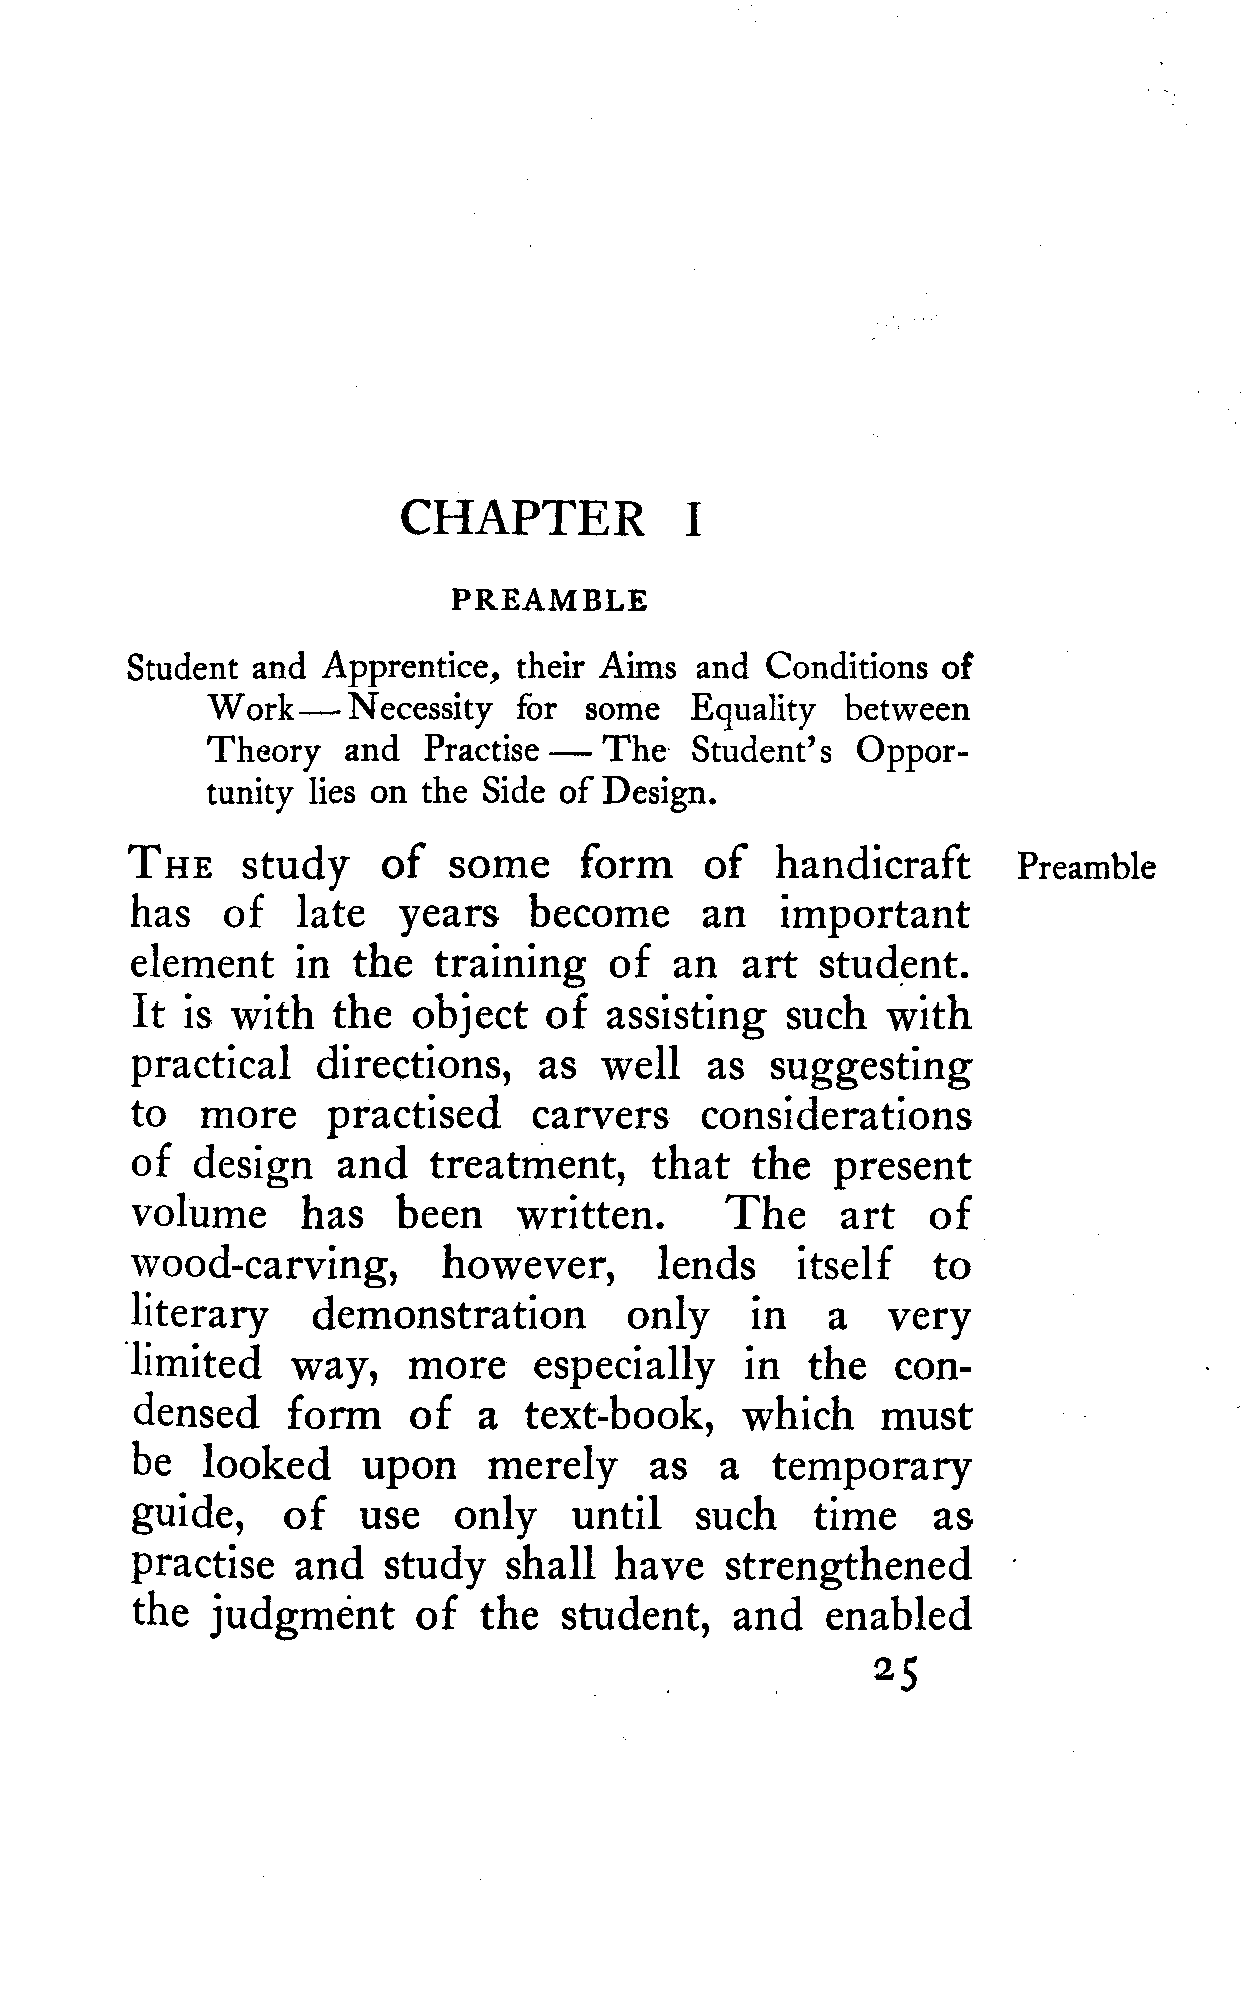 CHAPTER I
PREAMBLE
Student and Apprentice, their Aims and Conditions of
Work—Necessity for some Equality between
Theory and Practise—The Student's Oppor-
tunity lies on the Side of Design.
THE study of some form of handicraft
Preamble
has of late years become an important
element in the training of an art student.
It is with the object of assisting such with
practical directions, as well as suggesting
to more practised carvers considerations
of design and treatment, that the present
volume has been written. The art of
wood-carving, however, lends itself to
literary demonstration only in a very
limited way, more especially in the con-
densed form of a text-book, which must
be looked upon merely as a temporary
guide, of use only until such time as
practise and study shall have strengthened
the judgment of the student, and enabled
25